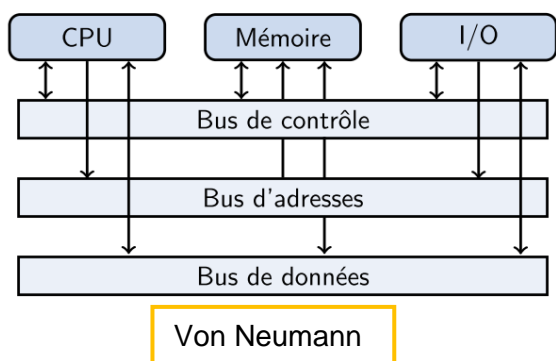 CPU
Mémoire
I/O
Bus de contrôle
Bus d'adresses
Bus de données
Von Neumann